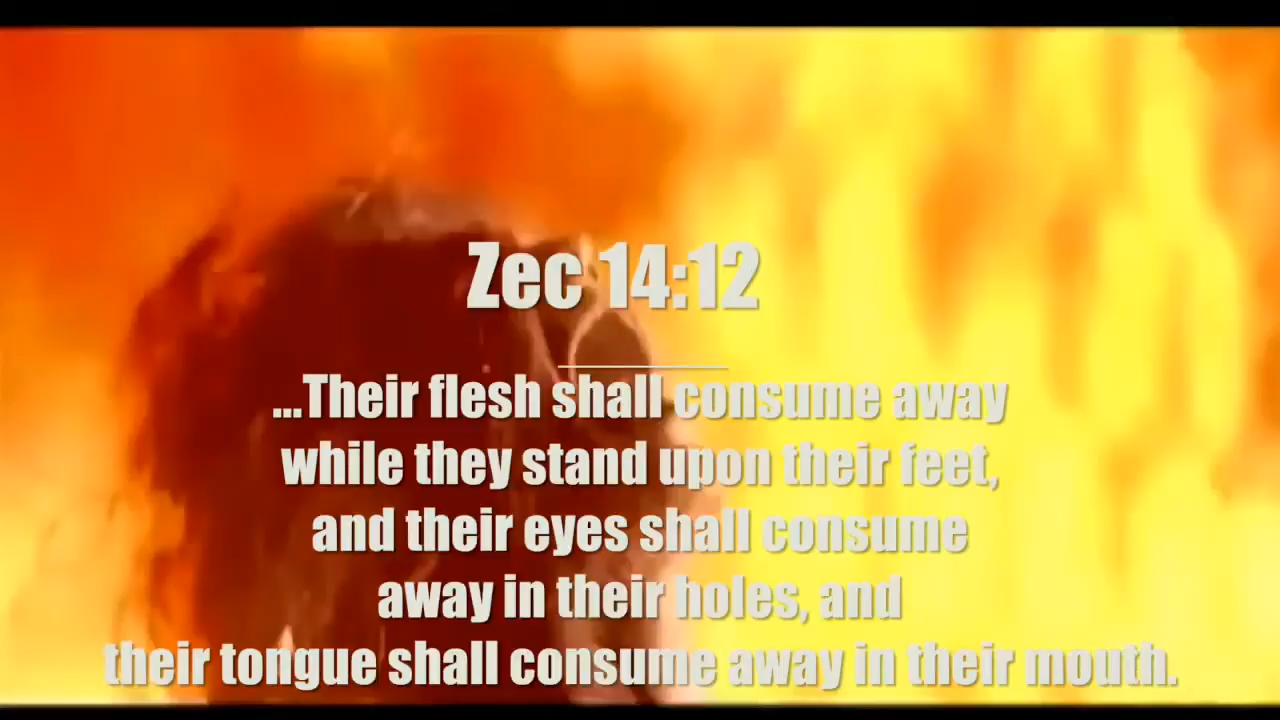 Zec 14:12
...Their flesh shall consume away
while they stand upon their feet,
and their eyes shall consume
away in their holes, and
their tongue shall consume away in their mouth.